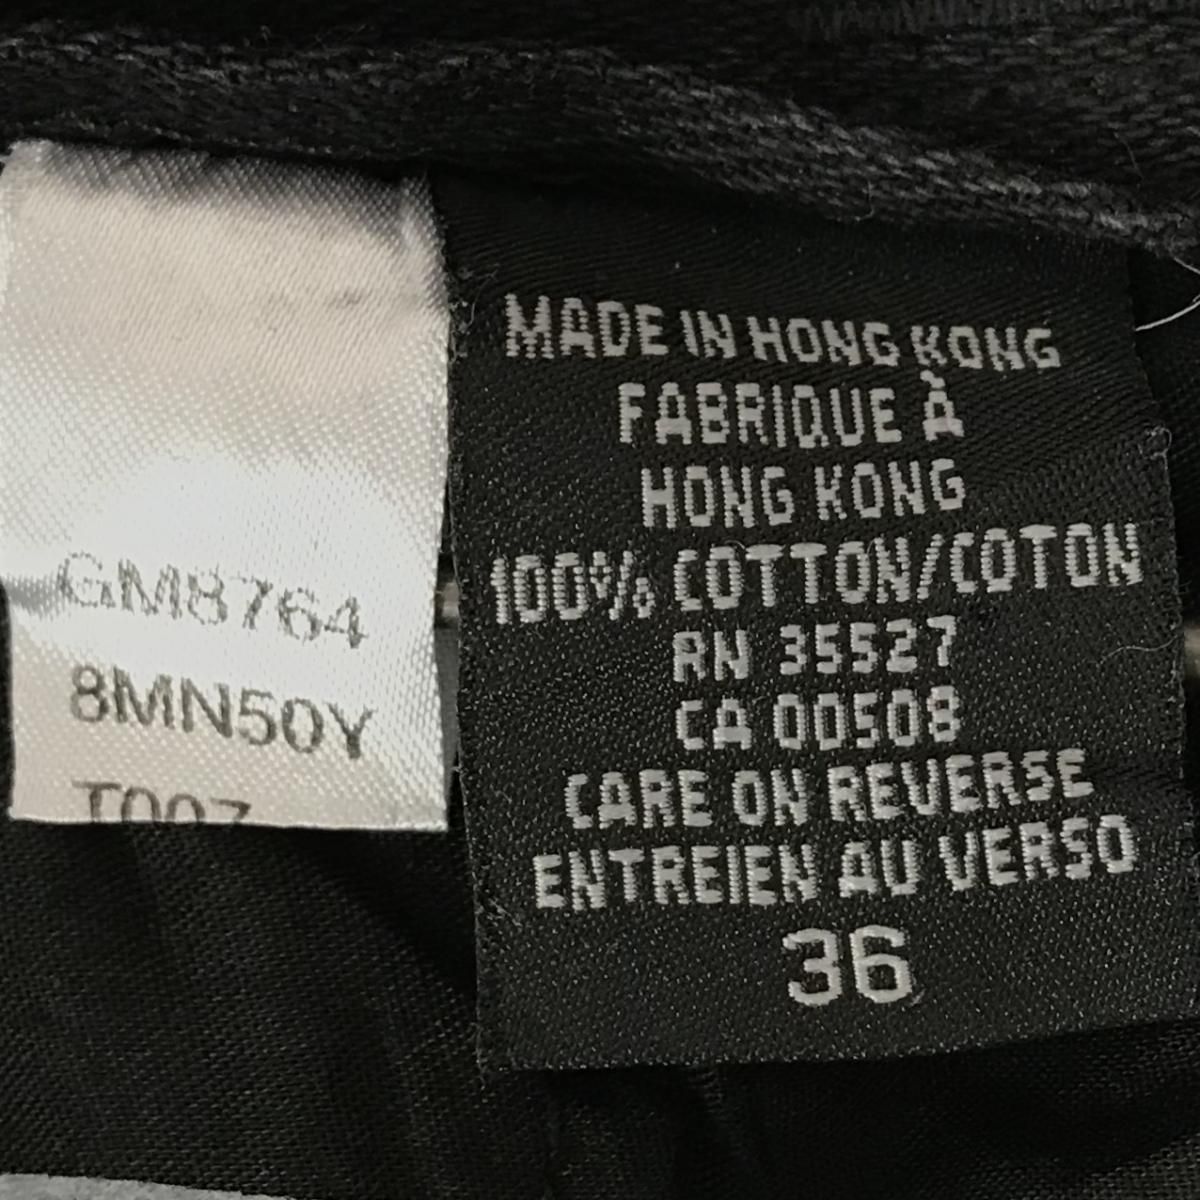 GM8764
8MN50Y
T007
MADE IN HONG KONG
FABRIQUE À
HONG KONG
100% COTTON/COTON
RN 35527
CA 00508
CARE ON REVERSE
ENTREIEN AU VERSO
36